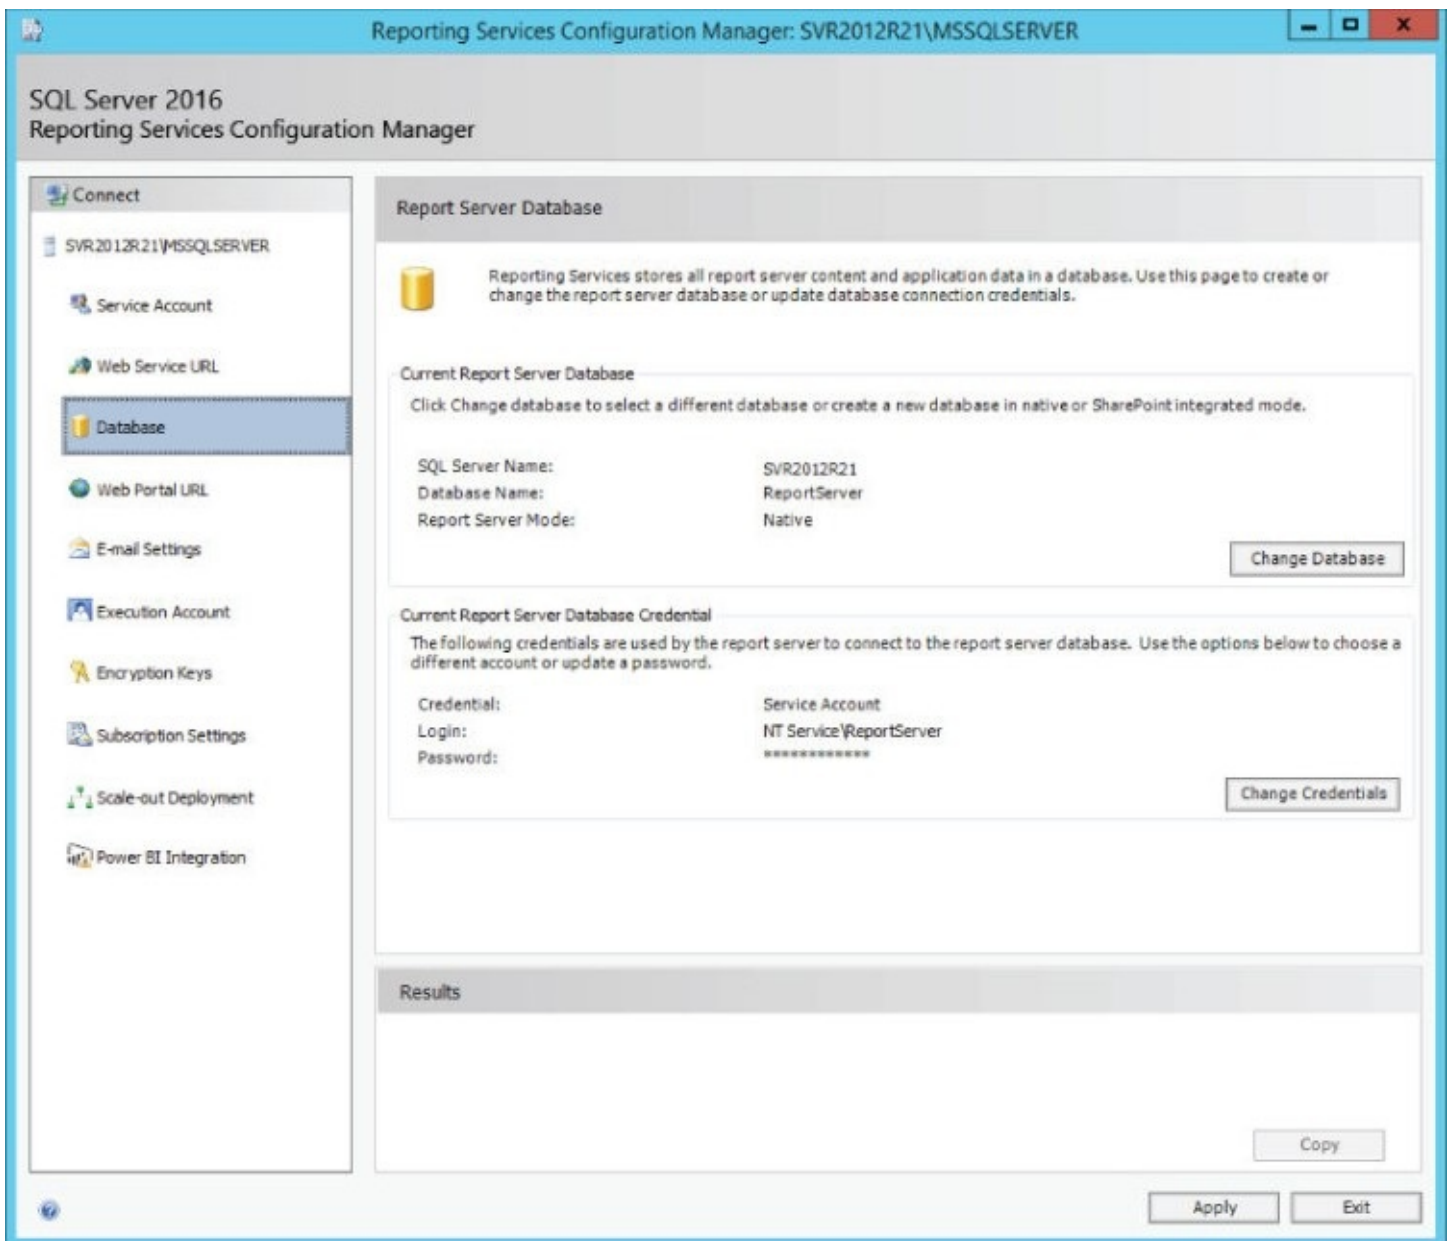 Reporting Services Configuration Manager: SVR2012R21\MSSQLSERVER
SQL Server 2016
Reporting Services Configuration Manager
Connect
SVR2012R21\MSSQLSERVER
Service Account
Web Service URL
Database
Web Portal URL
E-mail Settings
Execution Account
Encryption Keys
Subscription Settings
Scale-out Deployment
Power BI Integration
Report Server Database
Reporting Services stores all report server content and application data in a database. Use this page to create or
change the report server database or update database connection credentials.
Current Report Server Database
Click Change database to select a different database or create a new database in native or SharePoint integrated mode.
SQL Server Name: SVR2012R21
Database Name: ReportServer
Report Server Mode: Native
Change Database
Current Report Server Database Credential
The following credentials are used by the report server to connect to the report server database. Use the options below to choose a
different account or update a password.
Credential: Service Account
Login: NT Service\ReportServer
Password: ************
Change Credentials
Results
Copy
Apply Exit